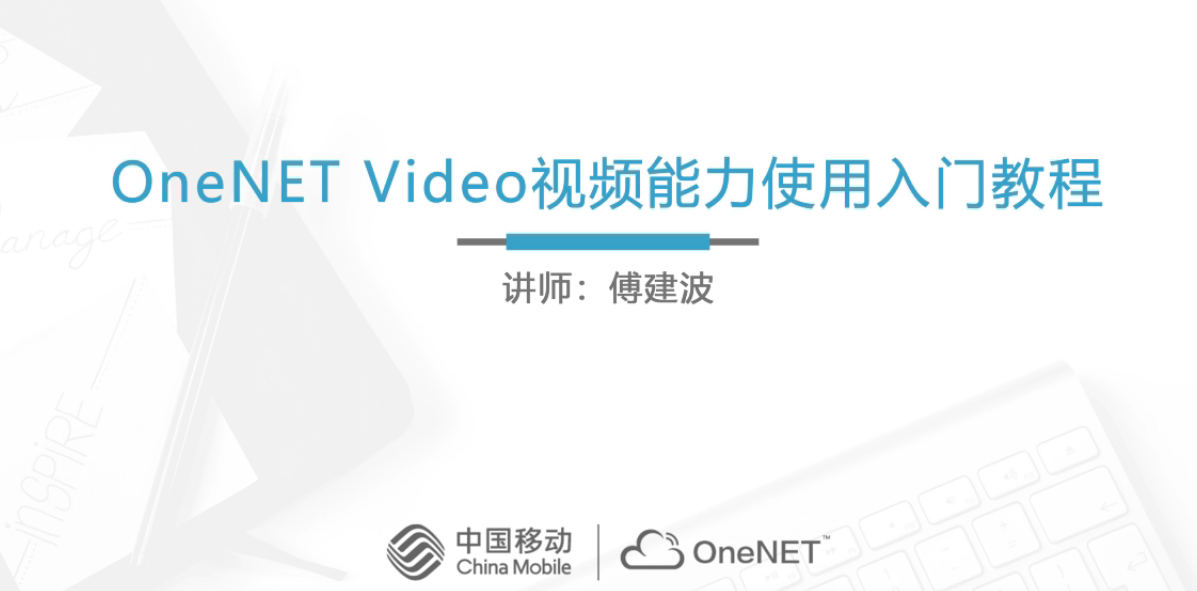 OneNET Video视频能力使用入门教程
讲师：傅建波
anage
inSPiRE
中国移动
China Mobile
OneNET™